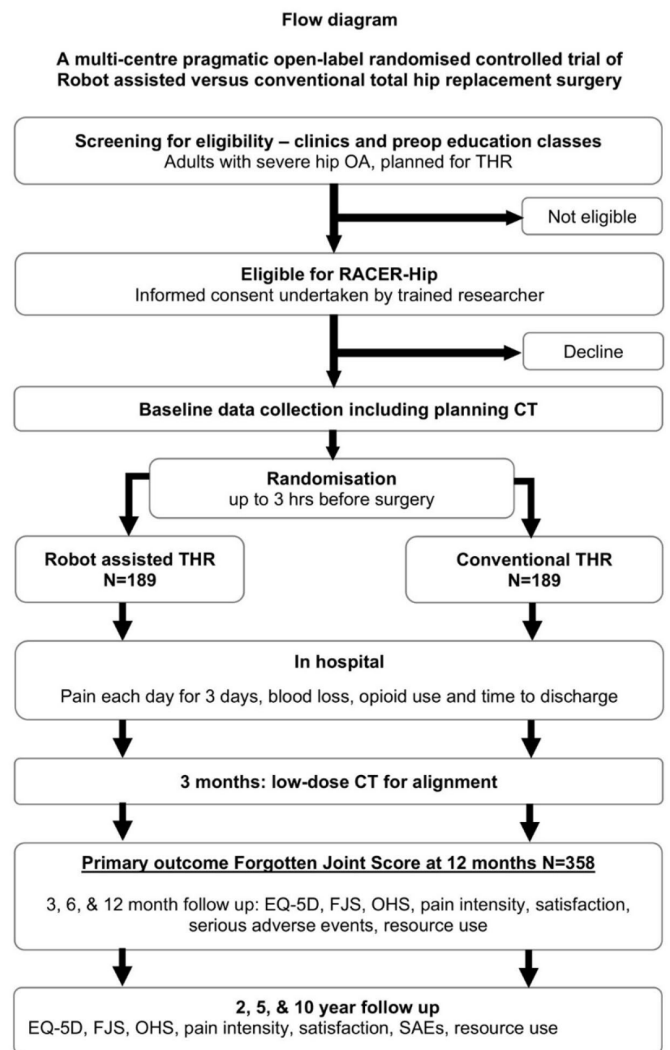 Flow diagram
A multi-centre pragmatic open-label randomised controlled trial of
Robot assisted versus conventional total hip replacement surgery
Screening for eligibility – clinics and preop education classes
Adults with severe hip OA, planned for THR
Not eligible
Eligible for RACER-Hip
Informed consent undertaken by trained researcher
Decline
Baseline data collection including planning CT
Randomisation
up to 3 hrs before surgery
Robot assisted THR
N=189
Conventional THR
N=189
In hospital
Pain each day for 3 days, blood loss, opioid use and time to discharge
3 months: low-dose CT for alignment
Primary outcome Forgotten Joint Score at 12 months N=358
3, 6, & 12 month follow up: EQ-5D, FJS, OHS, pain intensity, satisfaction,
serious adverse events, resource use
2, 5, & 10 year follow up
EQ-5D, FJS, OHS, pain intensity, satisfaction, SAEs, resource use